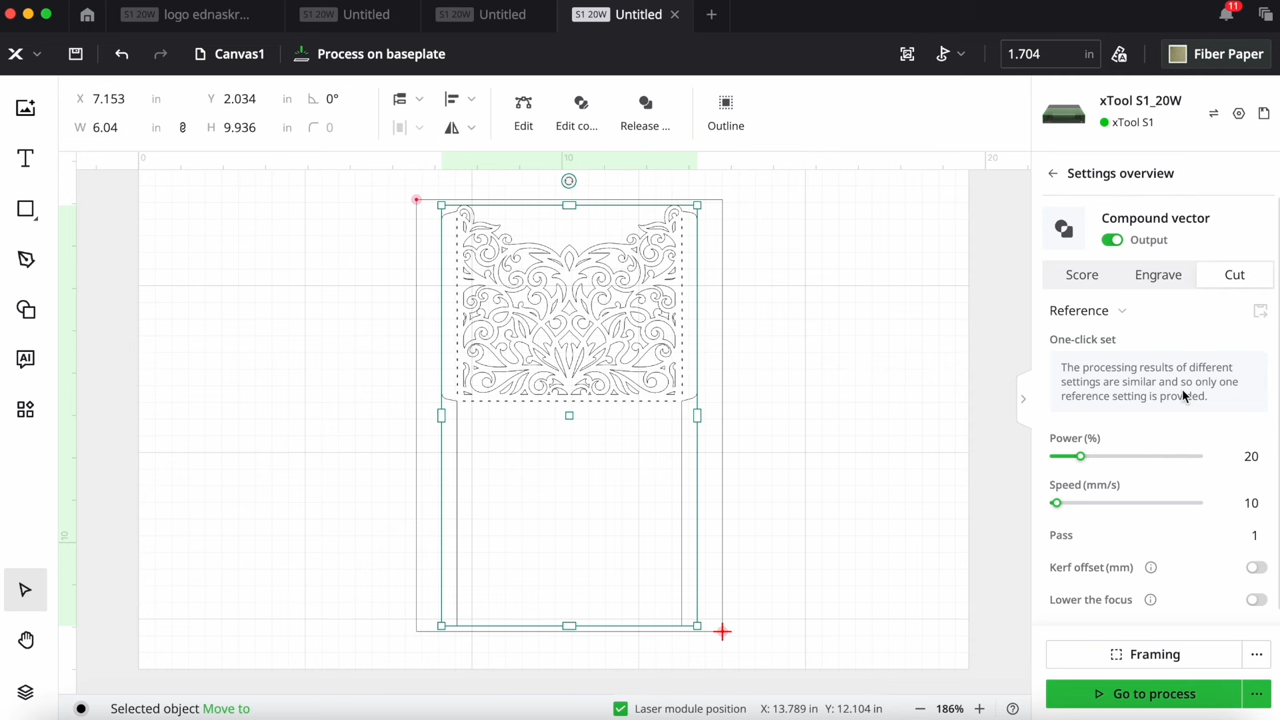 S1 20W logo ednaskr...
S1 20W Untitled
S1 20W Untitled
S1 20W Untitled
11
Canvas1
Process on baseplate
1.704 in
Fiber Paper
X 7.153 in Y 2.034 in 0°
W 6.04 in H 9.936 in 0
Edit
Edit co...
Release ...
Outline
0
10
20
10
AI
xTool S1_20W
xTool S1
Settings overview
Compound vector
Output
Score
Engrave
Cut
Reference
One-click set
The processing results of different
settings are similar and so only one
reference setting is provided.
Power (%)
20
Speed (mm/s)
10
Pass
1
Kerf offset (mm)
Lower the focus
Framing
Go to process
Selected object Move to
Laser module position X: 13.789 in Y: 12.104 in
186%